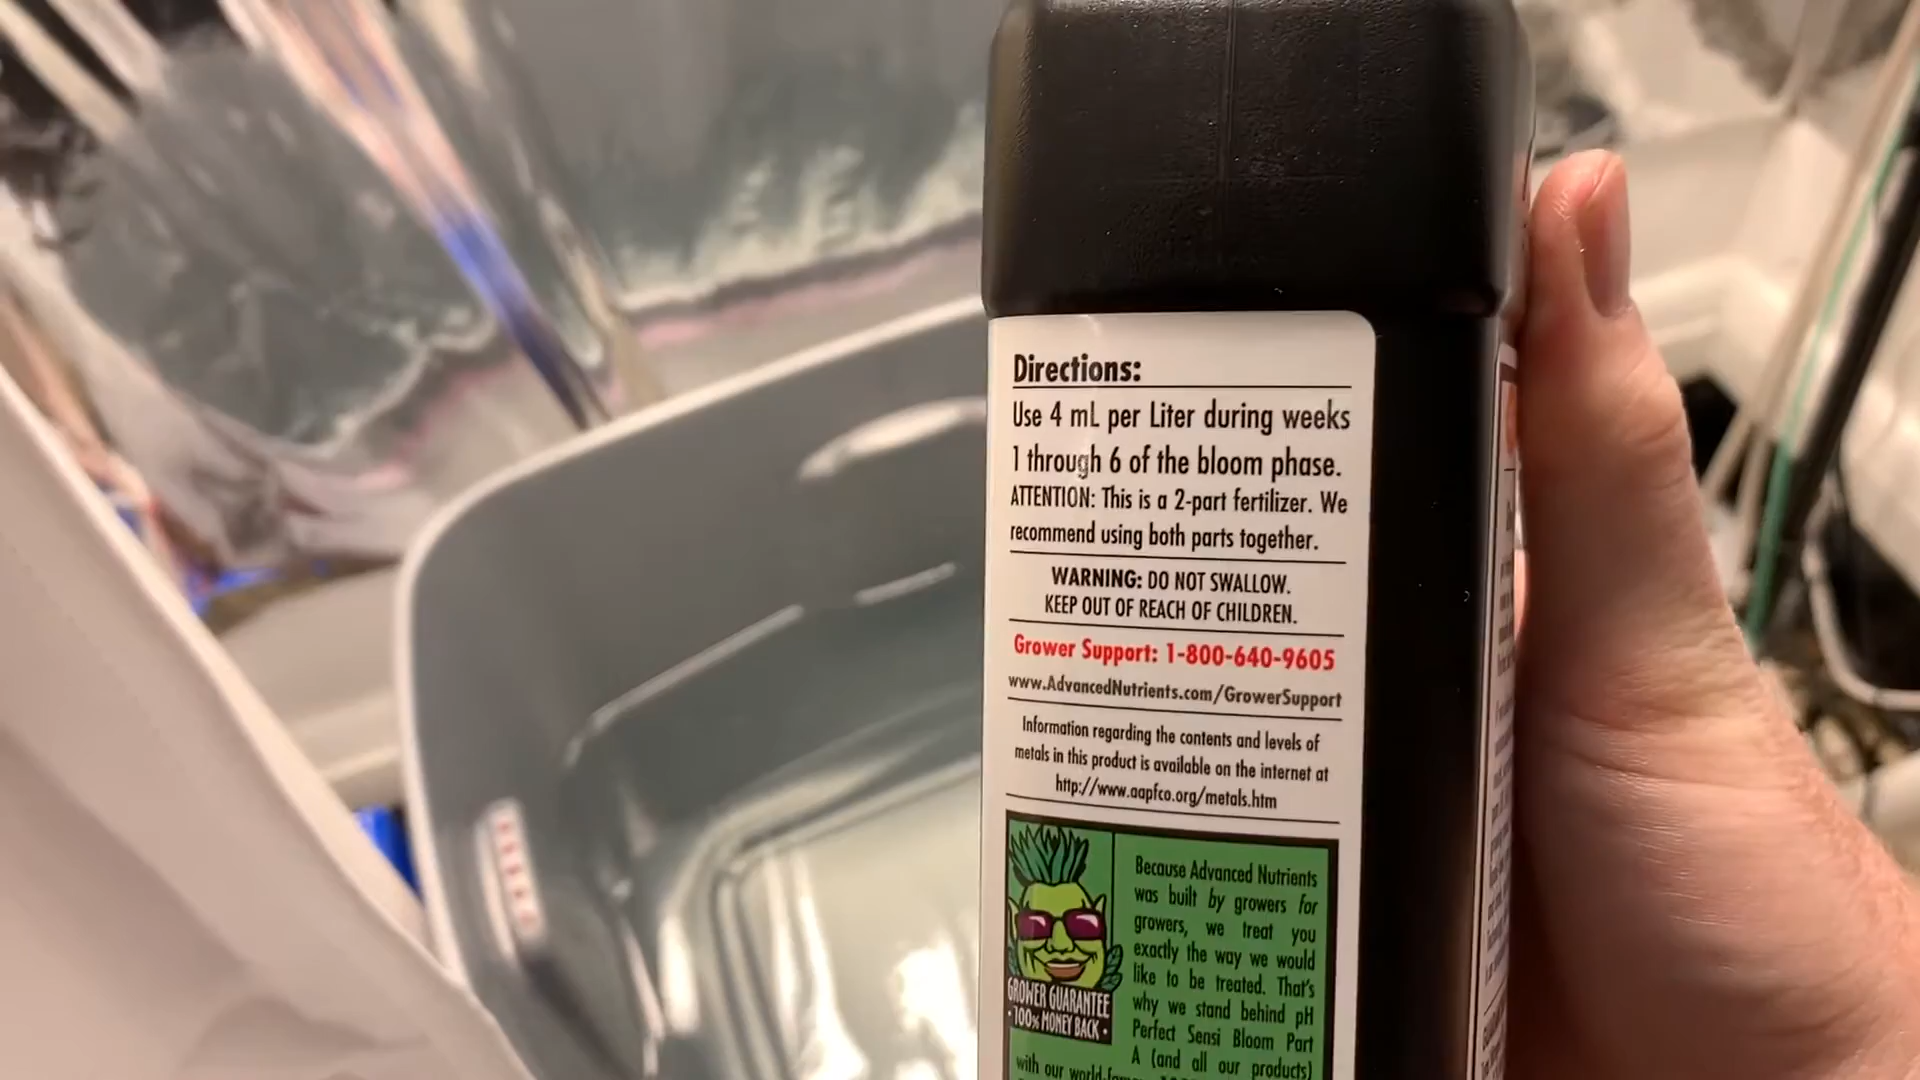 Directions:
Use 4 mL per Liter during weeks
1 through 6 of the bloom phase.
ATTENTION: This is a 2-part fertilizer. We
recommend using both parts together.
WARNING: DO NOT SWALLOW.
KEEP OUT OF REACH OF CHILDREN.
Grower Support: 1-800-640-9605
www.AdvancedNutrients.com/GrowerSupport
Information regarding the contents and levels of
metals in this product is available on the internet at
http://www.aapfco.org/metals.htm
Because Advanced Nutrients
was built by growers for
growers, we treat you
exactly the way we would
like to be treated. That's
why we stand behind pH
Perfect Sensi Bloom Part
A (and all our products)
with our
GROWER GUARANTEE
• 100% MONEY BACK •